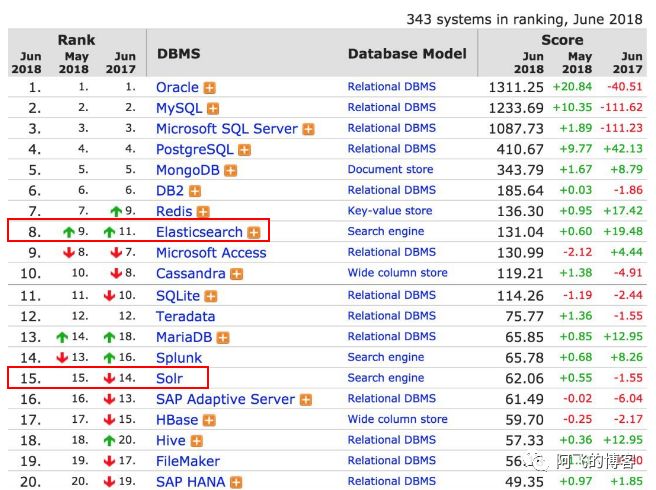 343 systems in ranking, June 2018
Rank DBMS Database Model Score
Jun 2018 May 2018 Jun 2017 Jun 2018 May 2018 Jun 2017
1. 1. 1. Oracle Relational DBMS 1311.25 +20.84 -40.51
2. 2. 2. MySQL Relational DBMS 1233.69 +10.35 -111.62
3. 3. 3. Microsoft SQL Server Relational DBMS 1087.73 +1.89 -111.23
4. 4. 4. PostgreSQL Relational DBMS 410.67 +9.77 +42.13
5. 5. 5. MongoDB Document store 343.79 +1.67 +8.79
6. 6. 6. DB2 Relational DBMS 185.64 +0.03 -1.86
7. 7. 9. Redis Key-value store 136.30 +0.95 +17.42
8. 9. 11. Elasticsearch Search engine 131.04 +0.60 +19.48
9. 8. 7. Microsoft Access Relational DBMS 130.99 -2.12 +4.44
10. 10. 8. Cassandra Wide column store 119.21 +1.38 -4.91
11. 11. 10. SQLite Relational DBMS 114.26 -1.19 -2.44
12. 12. 12. Teradata Relational DBMS 75.77 +1.36 -1.55
13. 14. 18. MariaDB Relational DBMS 65.85 +0.85 +12.95
14. 13. 16. Splunk Search engine 65.78 +0.68 +8.26
15. 15. 14. Solr Search engine 62.06 +0.55 -1.55
16. 16. 13. SAP Adaptive Server Relational DBMS 61.49 -0.02 -6.04
17. 17. 15. HBase Wide column store 59.70 -0.25 -2.17
18. 18. 20. Hive Relational DBMS 57.33 +0.36 +12.95
19. 19. 17. FileMaker Relational DBMS
阿飞的博客
20. 20. 19. SAP HANA Relational DBMS 49.35 +0.97 +1.85